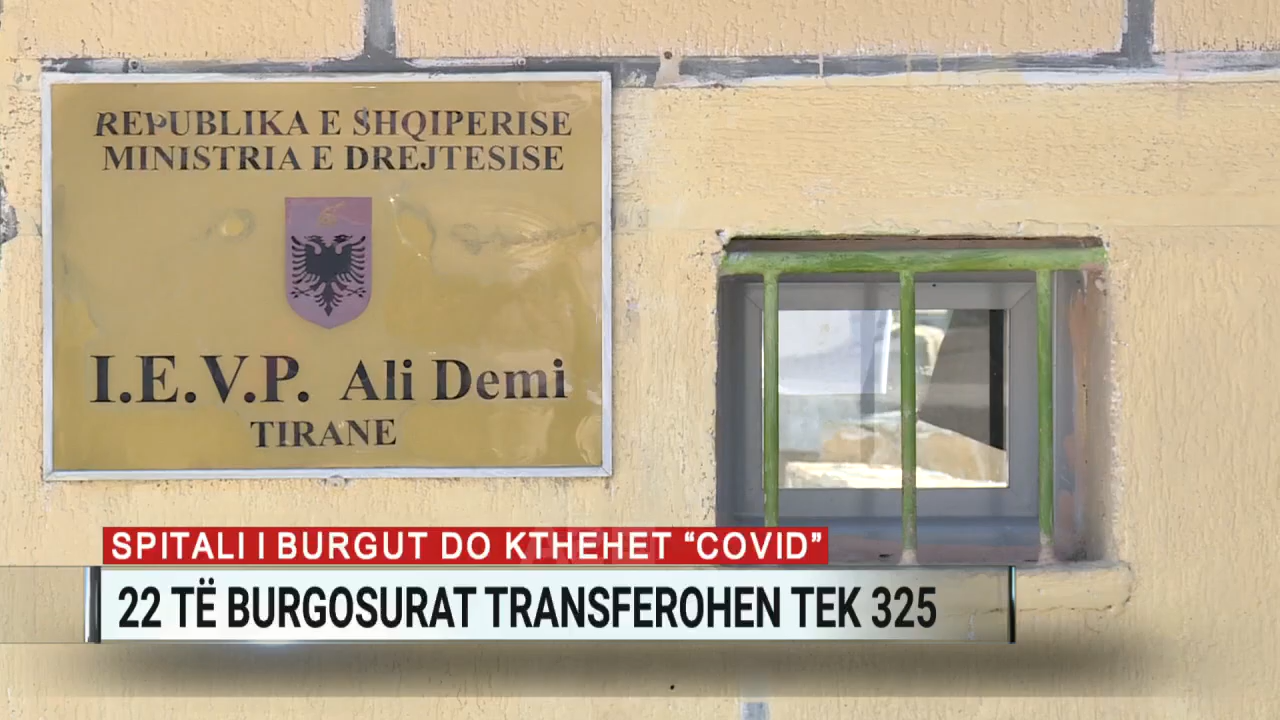 REPUBLIKA E SHQIPERISE
MINISTRIA E DREJTESISE
I.E.V.P. Ali Demi
TIRANE
SPITALI I BURGUT DO KTHEHET “COVID”
22 TË BURGOSURAT TRANSFEROHEN TEK 325